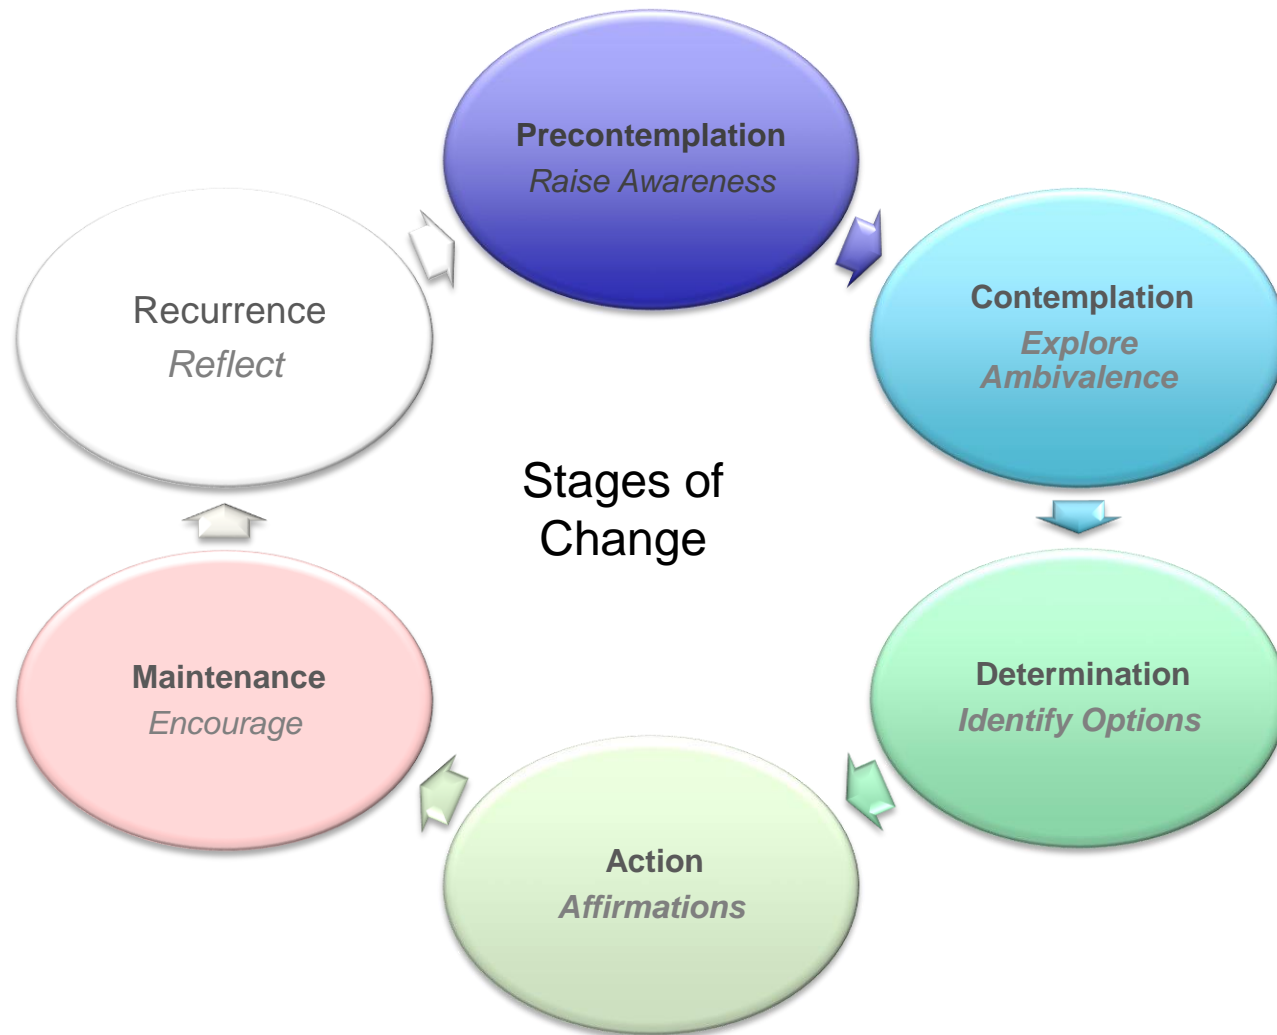 Precontemplation
Raise Awareness
Contemplation
Explore
Ambivalence
Determination
Identify Options
Action
Affirmations
Maintenance
Encourage
Recurrence
Reflect
Stages of
Change